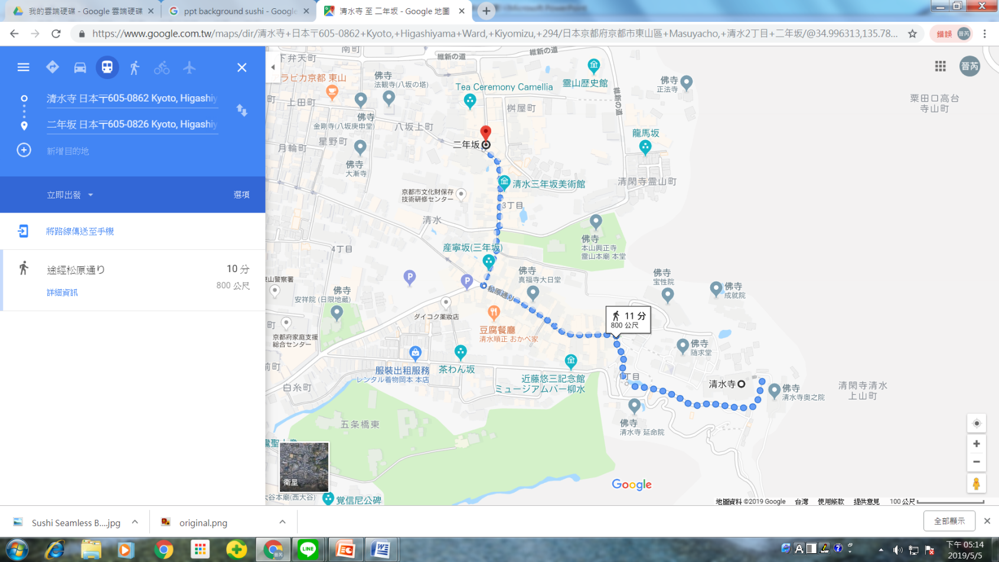 我的雲端硬碟 - Google 雲端硬碟
ppt background sushi - Google
清水寺 至 二年坂 - Google 地圖
https://www.google.com.tw/maps/dir/清水寺+日本〒605-0862+Kyoto,+Higashiyama+Ward,+Kiyomizu,+294/日本京都府京都市東山區+Masuyacho,+清水2丁目+二年坂/@34.996313,135.78...
錯誤
晉芮
清水寺 日本〒605-0862 Kyoto, Higashiy
二年坂 日本〒605-0826 Kyoto, Higashiy
新增目的地
立即出發
選項
將路線傳送至手機
途經松原通り
10 分
800 公尺
詳細資訊
南町
下弁天町
維新の道
維新の道
ラビカ京都 東山
佛寺
法観寺(八坂の塔)
Tea Ceremony Camellia
霊山歴史館
佛寺
正法寺
晉芮
粟田口高台
寺山町
上田町
維新の道
桝屋町
佛寺
金剛寺(八坂庚申堂)
八坂上町
龍馬坂
星野町
月輪町
二年坂
佛寺
大漸寺
清水三年坂美術館
清閑寺霊山町
京都市文化財保存
技術研修センター
3丁目
清水
佛寺
本山興正寺
霊山本廟 本堂
4丁目
産寧坂(三年坂)
佛寺
真福寺大日堂
佛寺
宝性院
佛寺
成就院
山警察署
佛寺
安祥院 (日限地蔵)
松原通り
P
P
ダイコク薬妝店
11 分
800 公尺
豆腐餐廳
清水順正 おかべ家
町
京都府家庭支援
総合センター
佛寺
随求堂
前町
服裝出租服務
レンタル着物岡本 本店
茶わん坂
近藤悠三記念館
ミュージアムバー柳水
丁目
清水寺
佛寺
清水寺奥之院
清閑寺清水
上山町
白糸町
佛寺
清水寺 延命院
五条橋東
衛星
大谷本廟(西大谷)
覚信尼公碑
Google
地圖資料 ©2019 Google
台灣
使用條款
提供意見
100 公尺
Sushi Seamless B....jpg
original.png
全部顯示
LINE
下午 05:14
2019/5/5